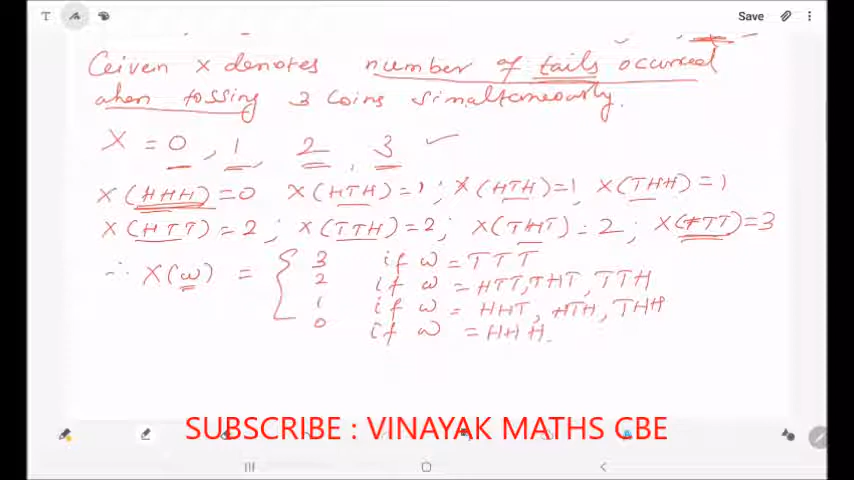 T Save
Given X denotes number of tails occurred
when tossing 3 coins simultaneously.
X = 0, 1, 2, 3 ✓
X(HHH)=0 X(HTH)=1; X(HTH)=1, X(THH)=1
X(HTT)=2; X(TTH)=2; X(THT)=2; X(TTT)=3
∴ X(ω) = { 3 if ω = TTT
2 if ω = HTT, THT, TTH
1 if ω = HHT, HTH, THH
0 if ω = HHH.
SUBSCRIBE : VINAYAK MATHS CBE